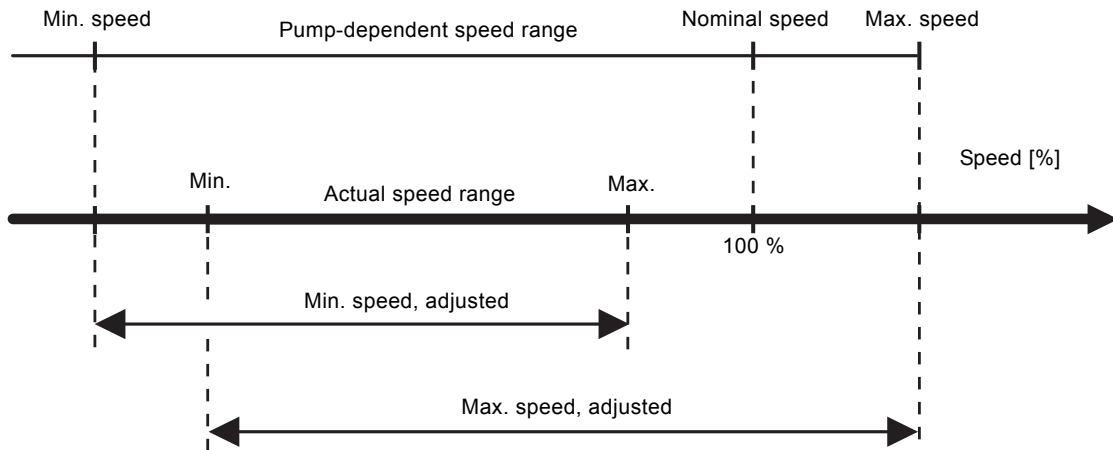 Min. speed
Pump-dependent speed range
Nominal speed
Max. speed
Speed [%]
Min.
Actual speed range
Max.
100 %
Min. speed, adjusted
Max. speed, adjusted